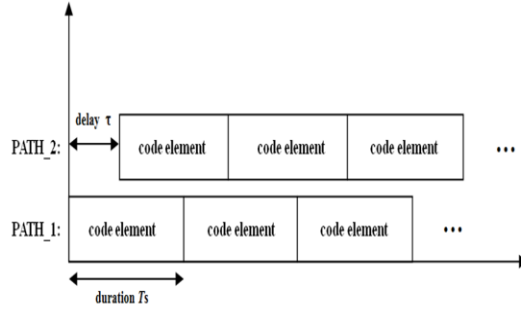 delay τ
PATH_2: code element code element code element ...
PATH_1: code element code element code element ...
duration Ts